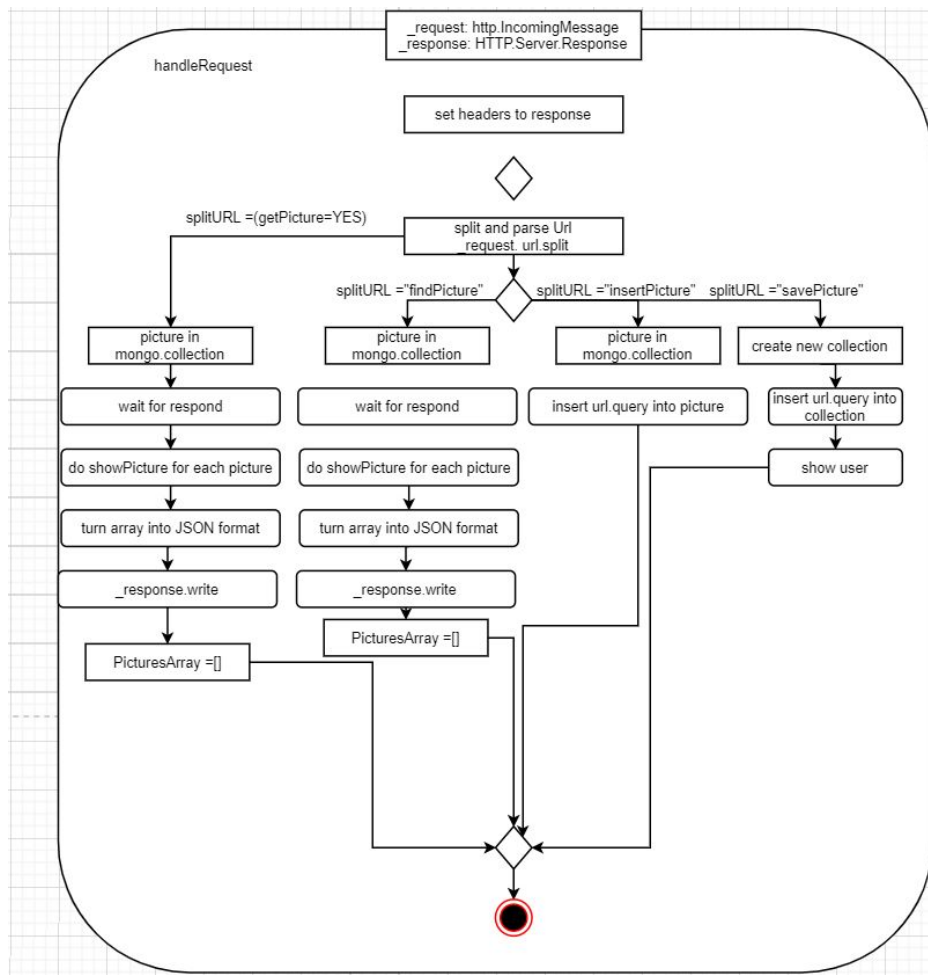 _request: http.IncomingMessage
_response: HTTP.Server.Response
handleRequest
set headers to response
splitURL =(getPicture=YES)
split and parse Url
_request. url.split
splitURL ="findPicture"
splitURL ="insertPicture"
splitURL ="savePicture"
picture in
mongo.collection
picture in
mongo.collection
picture in
mongo.collection
create new collection
wait for respond
wait for respond
insert url.query into picture
insert url.query into
collection
do showPicture for each picture
do showPicture for each picture
show user
turn array into JSON format
turn array into JSON format
_response.write
_response.write
PicturesArray =[]
PicturesArray =[]